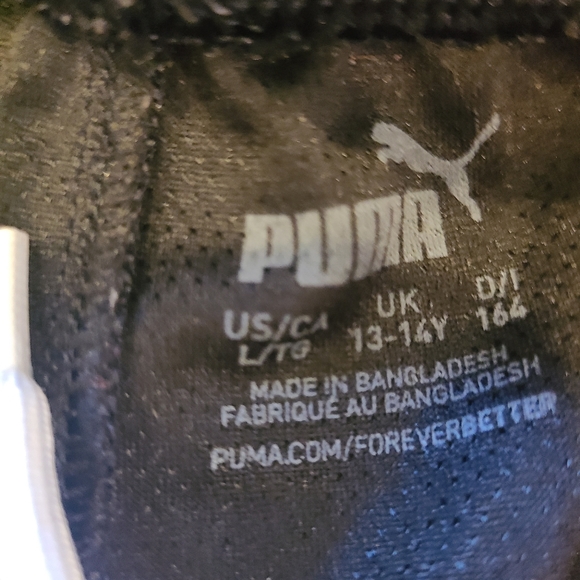 PUMA
US/CA UK D/I
L/TG 13-14Y 164
MADE IN BANGLADESH
FABRIQUÉ AU BANGLADESH
PUMA.COM/FOREVERBETTER